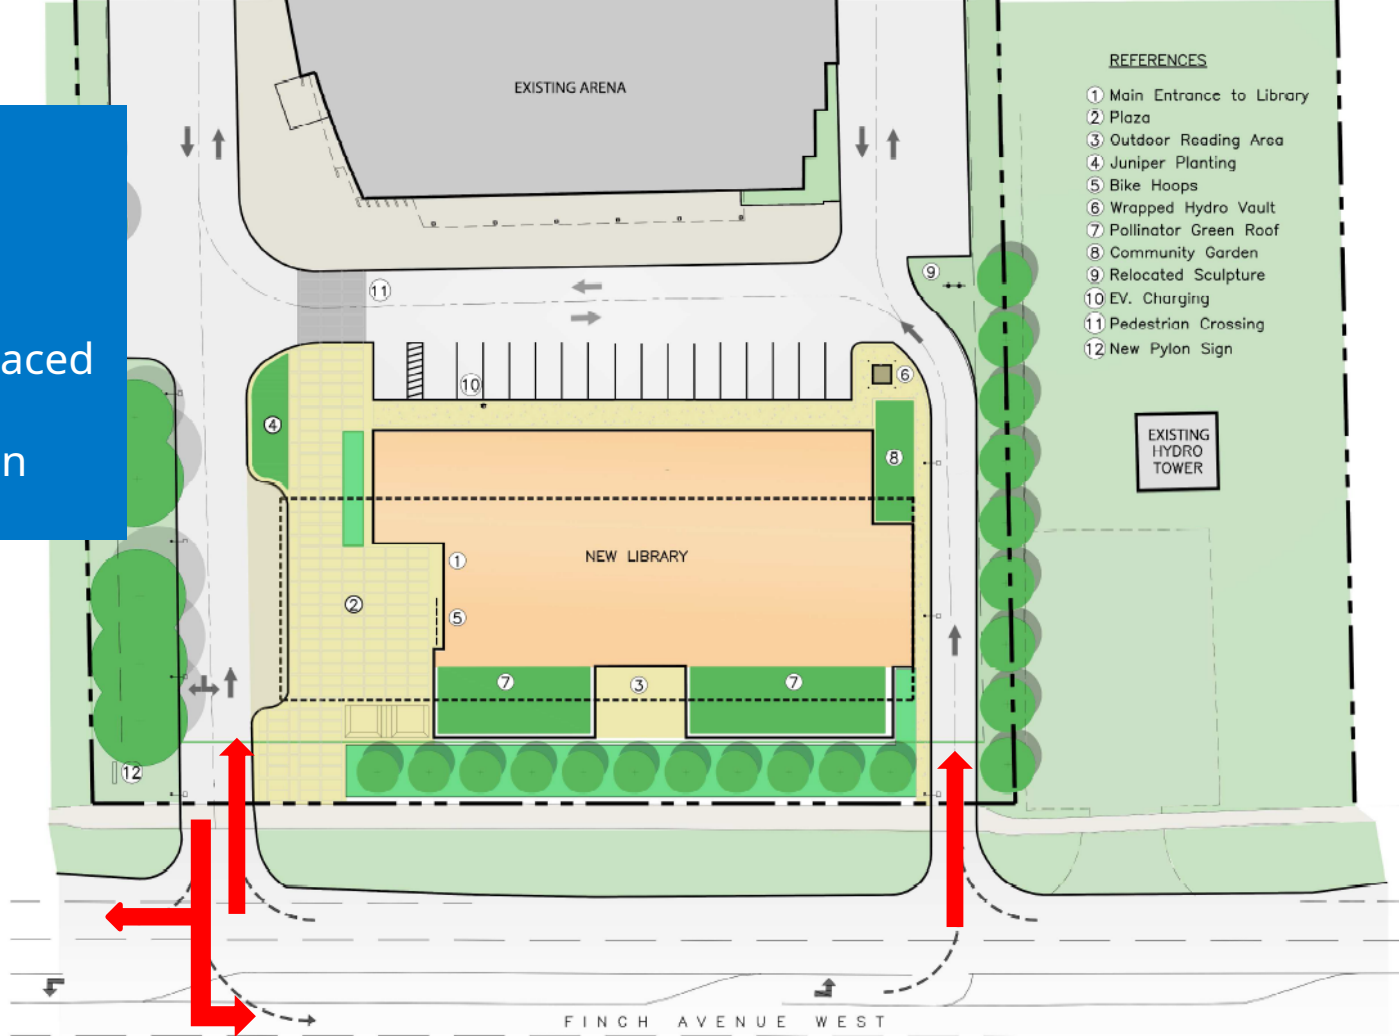 EXISTING ARENA
REFERENCES
1 Main Entrance to Library
2 Plaza
3 Outdoor Reading Area
4 Juniper Planting
5 Bike Hoops
6 Wrapped Hydro Vault
7 Pollinator Green Roof
8 Community Garden
9 Relocated Sculpture
10 EV. Charging
11 Pedestrian Crossing
12 New Pylon Sign
9
11
aced
10
6
4
n
8
EXISTING
HYDRO
TOWER
NEW LIBRARY
1
2
5
7
3
7
12
FINCH AVENUE WEST